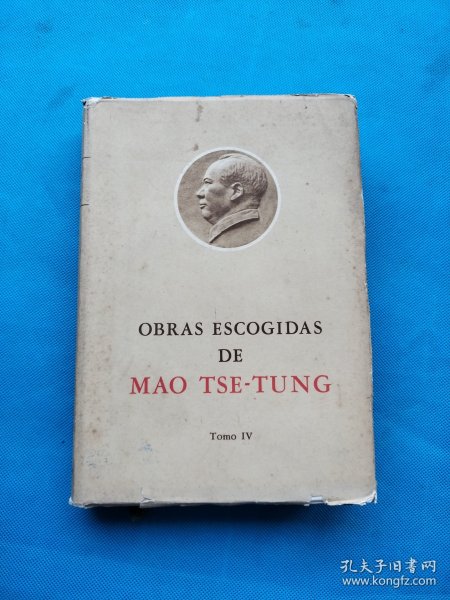 OBRAS ESCOGIDAS
DE
MAO TSE-TUNG
Tomo IV
孔夫子旧书网
www.kongfz.com